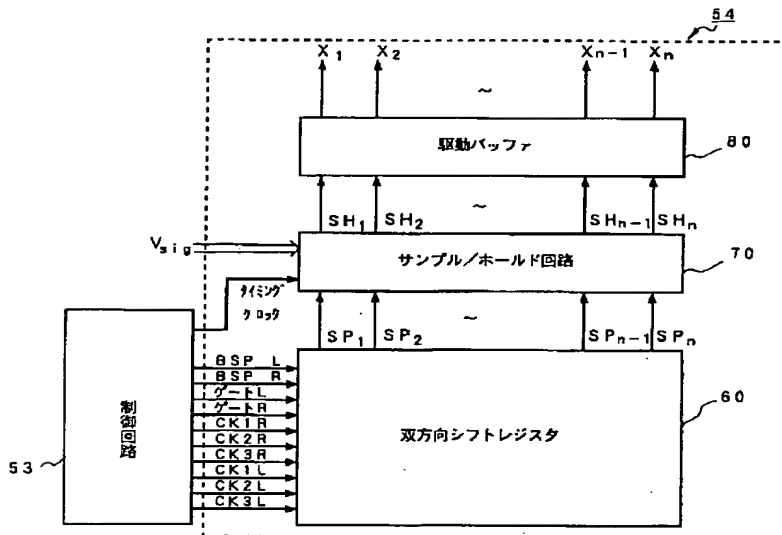 54
X1 X2 Xn-1 Xn
~
駆動バッファ
80
~
SH1 SH2 SHn-1 SHn
Vsig
サンプル/ホールド回路
70
タイミング
クロック
~
SP1 SP2 SPn-1 SPn
BSP L
BSP R
ゲートL
ゲートR
CK1R
CK2R
CK3R
CK1L
CK2L
CK3L
制御回路
53
双方向シフトレジスタ
60